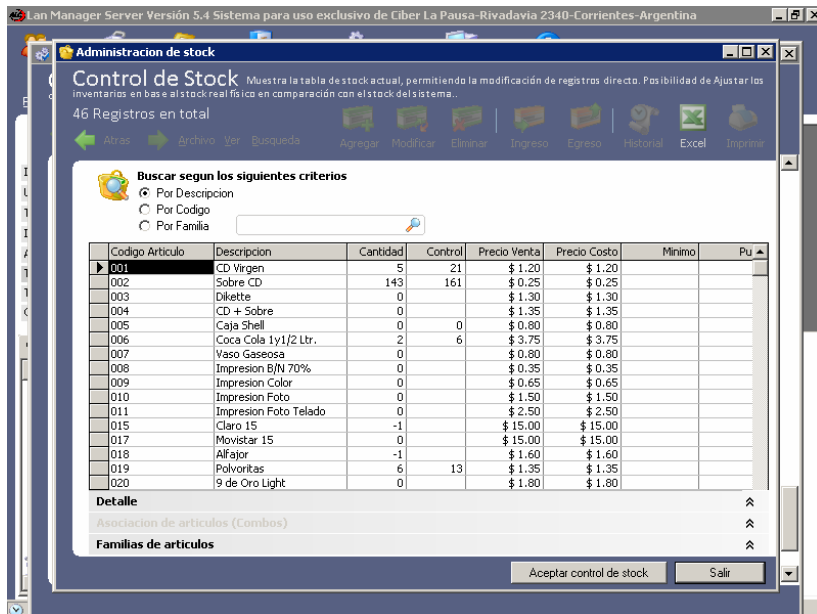 Lan Manager Server Versión 5.4 Sistema para uso exclusivo de Ciber La Pausa-Rivadavia 2340-Corrientes-Argentina
Administracion de stock
Control de Stock Muestra la tabla de stock actual, permitiendo la modificación de registros directo. Posibilidad de Ajustar los
inventarios en base al stock real físico en comparación con el stock del sistema..
46 Registros en total
Atras Archivo Ver Busqueda Agregar Modificar Eliminar Ingreso Egreso Historial Excel Imprimir
Buscar segun los siguientes criterios
Por Descripcion
Por Codigo
Por Familia
Codigo Articulo Descripcion Cantidad Control Precio Venta Precio Costo Minimo Pu
001 CD Virgen 5 21 $ 1.20 $ 1.20
002 Sobre CD 143 161 $ 0.25 $ 0.25
003 Dikette 0 $ 1.30 $ 1.30
004 CD + Sobre 0 $ 1.35 $ 1.35
005 Caja Shell 0 0 $ 0.80 $ 0.80
006 Coca Cola 1y1/2 Ltr. 2 6 $ 3.75 $ 3.75
007 Vaso Gaseosa 0 $ 0.80 $ 0.80
008 Impresion B/N 70% 0 $ 0.35 $ 0.35
009 Impresion Color 0 $ 0.65 $ 0.65
010 Impresion Foto 0 $ 1.50 $ 1.50
011 Impresion Foto Telado 0 $ 2.50 $ 2.50
015 Claro 15 -1 $ 15.00 $ 15.00
017 Movistar 15 0 $ 15.00 $ 15.00
018 Alfajor -1 $ 1.60 $ 1.60
019 Polvoritas 6 13 $ 1.35 $ 1.35
020 9 de Oro Light 0 $ 1.80 $ 1.80
Detalle
Asociacion de articulos (Combos)
Familias de articulos
Aceptar control de stock Salir